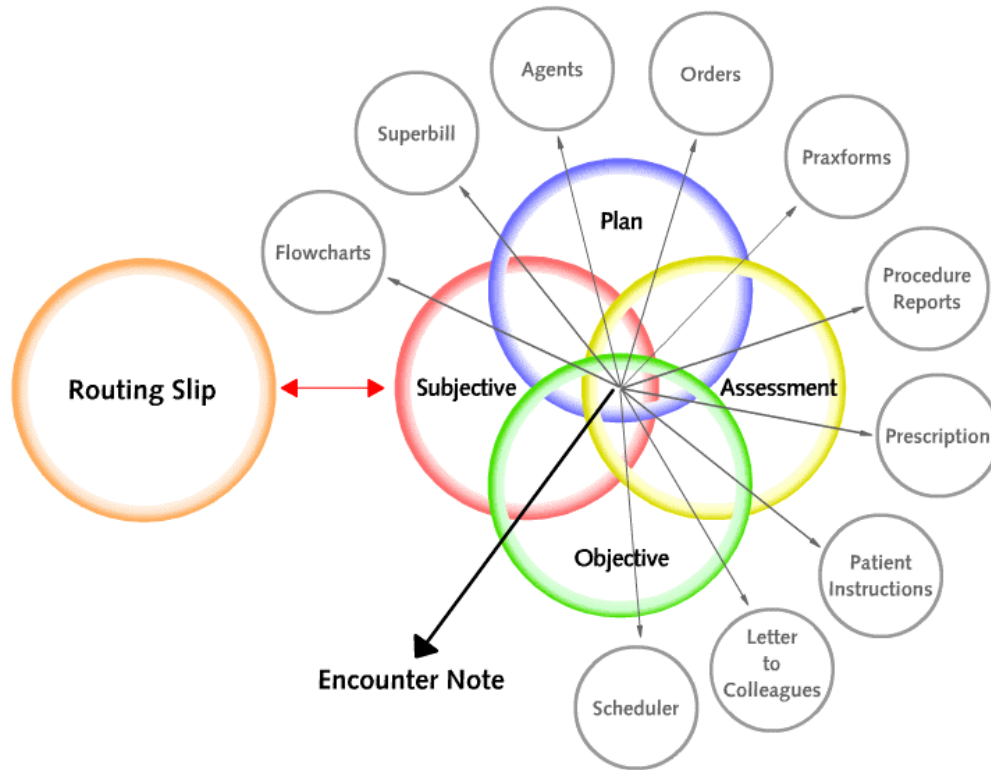 Agents
Orders
Superbill
Praxforms
Plan
Flowcharts
Procedure
Reports
Routing Slip
Subjective
Assessment
Prescription
Objective
Patient
Instructions
Letter
to
Colleagues
Encounter Note
Scheduler